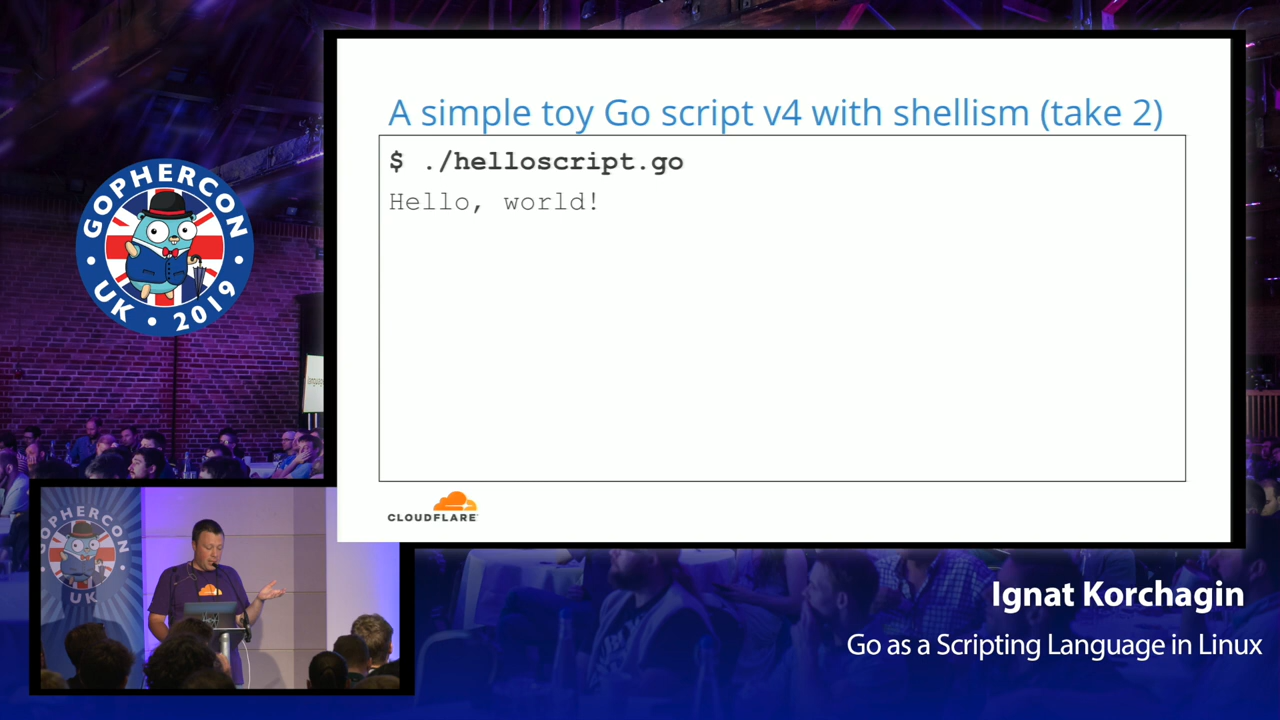 GOPHERCON
UK • 2019
A simple toy Go script v4 with shellism (take 2)
$ ./helloscript.go
Hello, world!
CLOUDFLARE
GOPHERCON
UK
Ignat Korchagin
Go as a Scripting Language in Linux